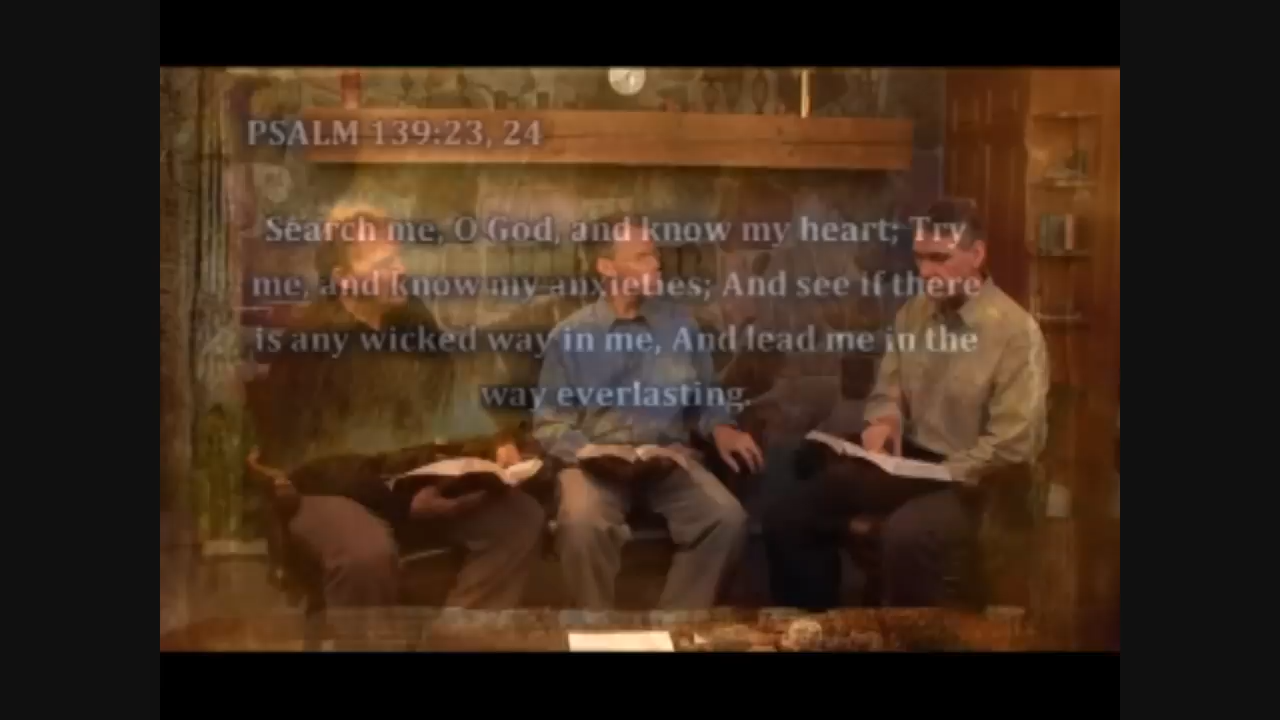 PSALM 139:23, 24
Search me, O God, and know my heart; Try
me, and know my anxieties; And see if there
is any wicked way in me, And lead me in the
way everlasting.